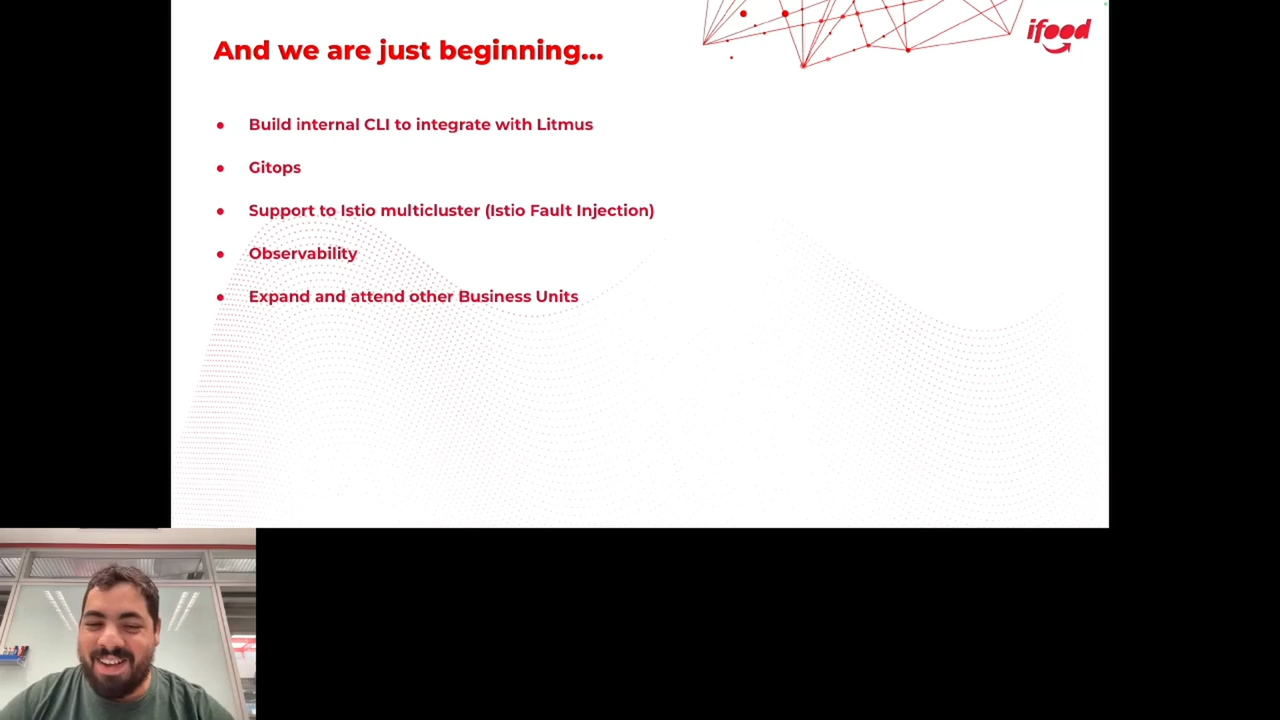 And we are just beginning...
ifood
● Build internal CLI to integrate with Litmus
● Gitops
● Support to Istio multicluster (Istio Fault Injection)
● Observability
● Expand and attend other Business Units